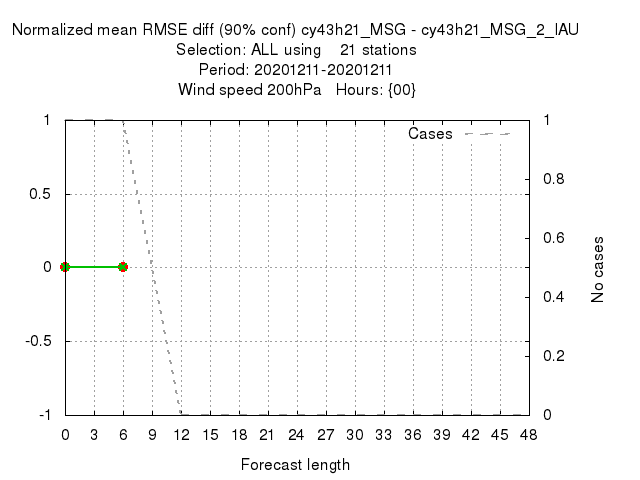 Normalized mean RMSE diff (90% conf) cy43h21_MSG - cy43h21_MSG_2_IAU
Selection: ALL using 21 stations
Period: 20201211-20201211
Wind speed 200hPa Hours: {00}
Cases
1
0.5
0
-0.5
-1
1
0.8
0.6
0.4
0.2
0
No cases
0 3 6 9 12 15 18 21 24 27 30 33 36 39 42 45 48
Forecast length